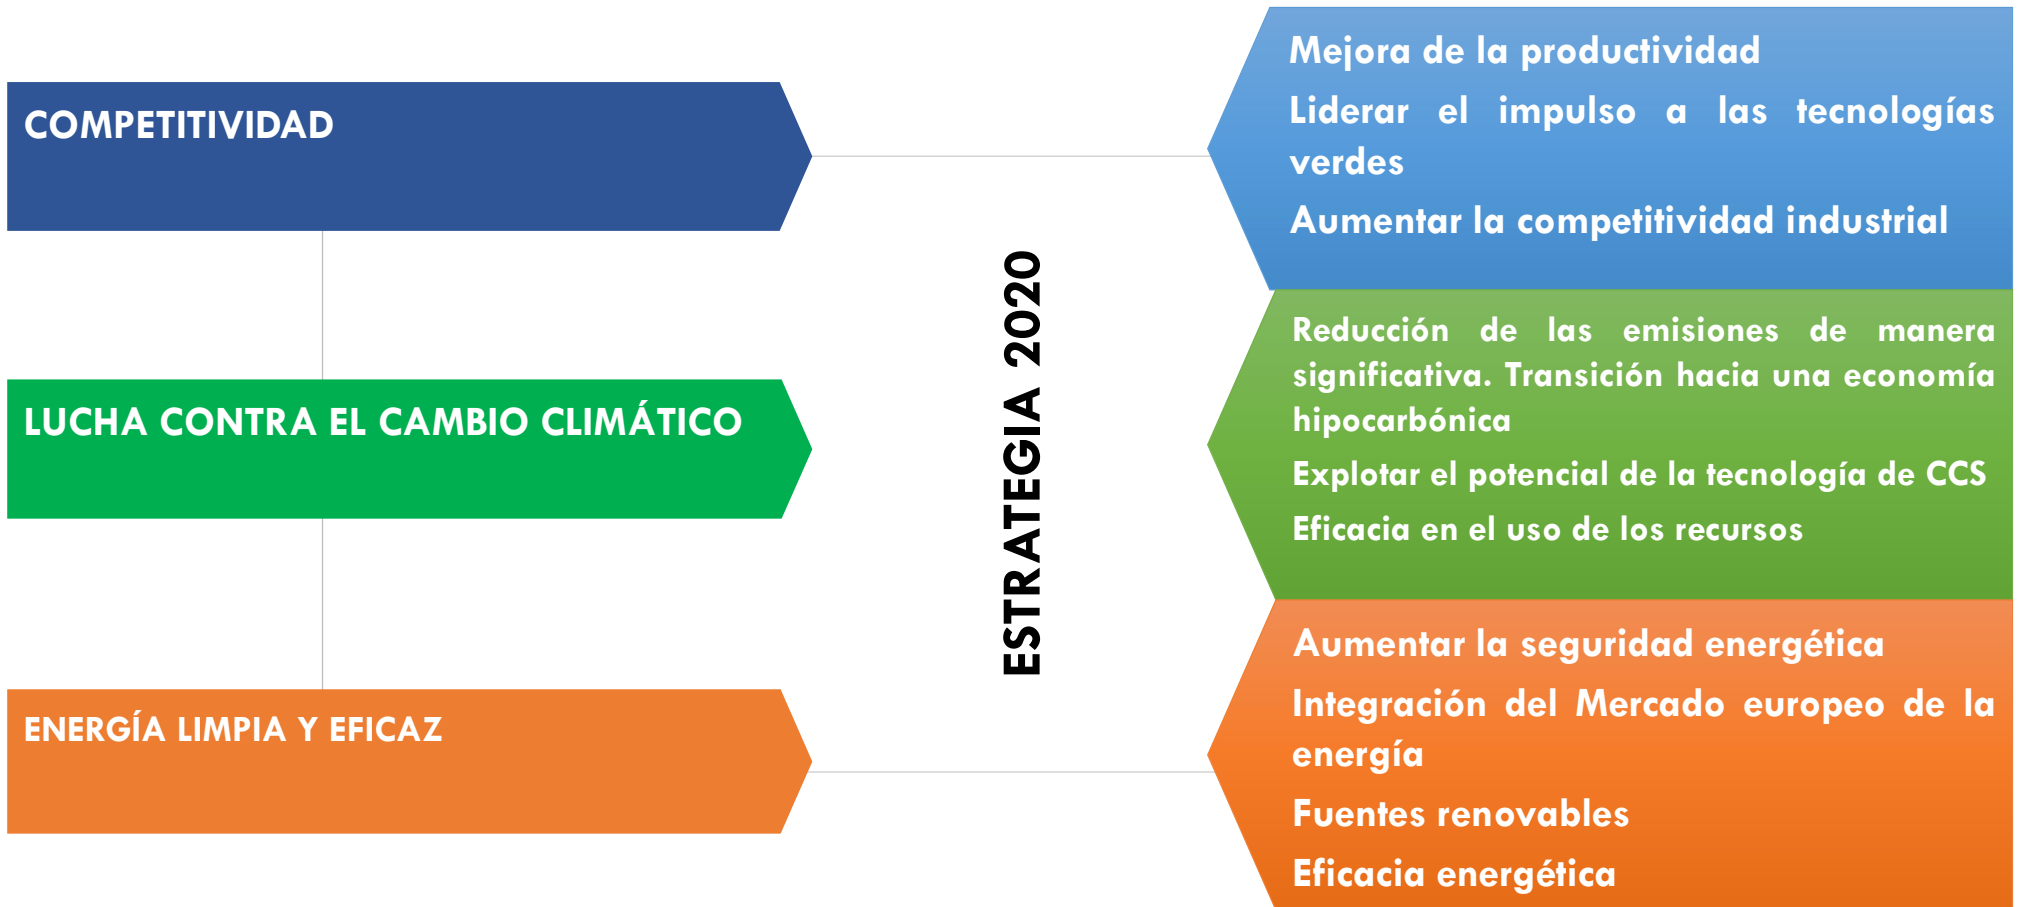 COMPETITIVIDAD
LUCHA CONTRA EL CAMBIO CLIMÁTICO
ENERGÍA LIMPIA Y EFICAZ
ESTRATEGIA 2020
Mejora de la productividad
Liderar el impulso a las tecnologías
verdes
Aumentar la competitividad industrial
Reducción de las emisiones de manera
significativa. Transición hacia una economía
hipocarbónica
Explotar el potencial de la tecnología de CCS
Eficacia en el uso de los recursos
Aumentar la seguridad energética
Integración del Mercado europeo de la
energía
Fuentes renovables
Eficacia energética